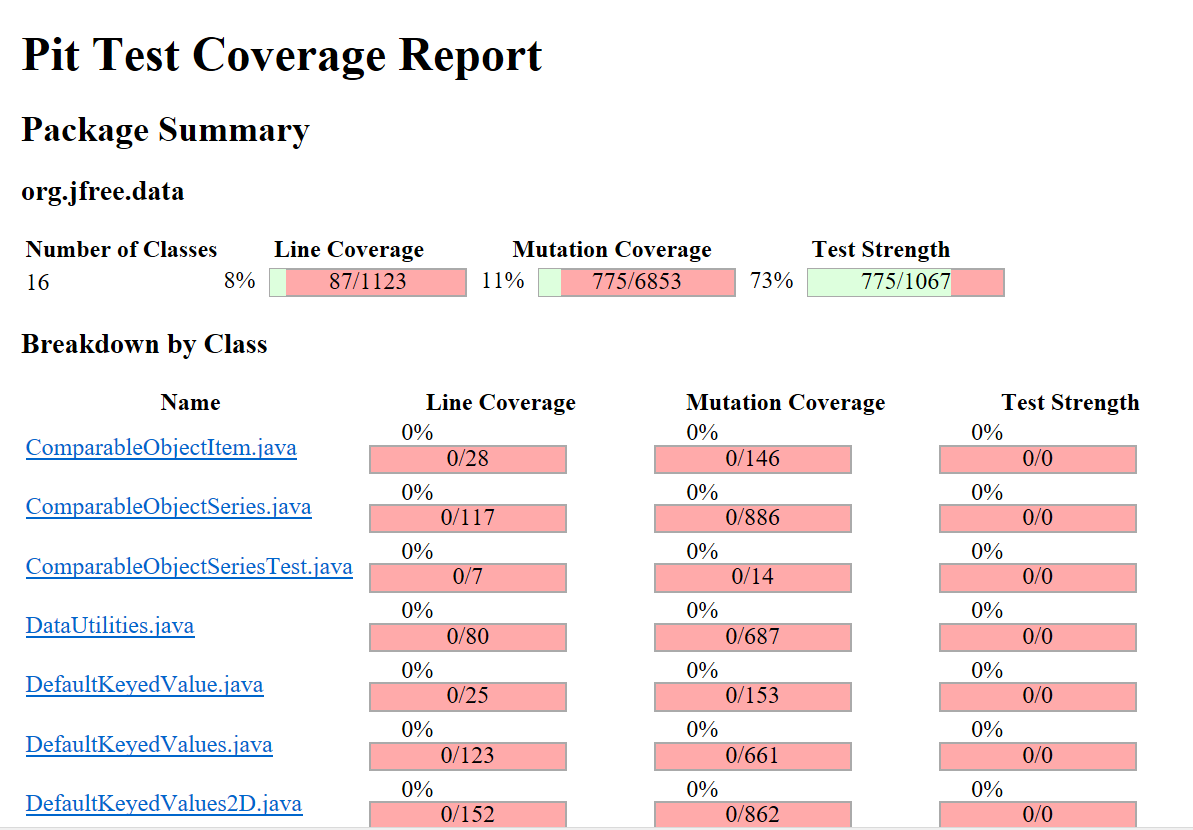 Pit Test Coverage Report
Package Summary
org.jfree.data
Number of Classes Line Coverage Mutation Coverage Test Strength
16 8% 87/1123 11% 775/6853 73% 775/1067
Breakdown by Class
Name Line Coverage Mutation Coverage Test Strength
ComparableObjectItem.java 0% 0/28 0% 0/146 0% 0/0
ComparableObjectSeries.java 0% 0/117 0% 0/886 0% 0/0
ComparableObjectSeriesTest.java 0% 0/7 0% 0/14 0% 0/0
DataUtilities.java 0% 0/80 0% 0/687 0% 0/0
DefaultKeyedValue.java 0% 0/25 0% 0/153 0% 0/0
DefaultKeyedValues.java 0% 0/123 0% 0/661 0% 0/0
DefaultKeyedValues2D.java 0% 0/152 0% 0/862 0% 0/0